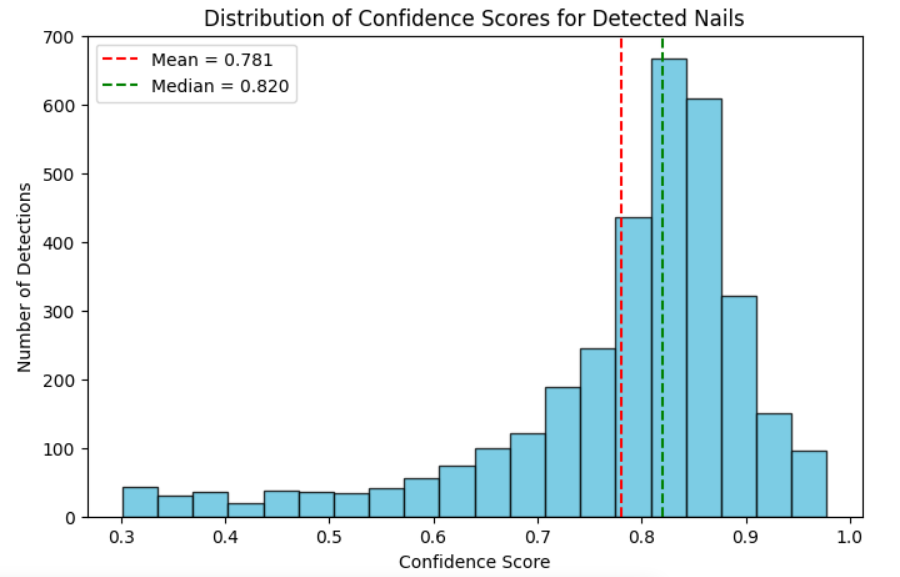 Distribution of Confidence Scores for Detected Nails
Mean = 0.781
Median = 0.820
Number of Detections
700
600
500
400
300
200
100
0
0.3 0.4 0.5 0.6 0.7 0.8 0.9 1.0
Confidence Score